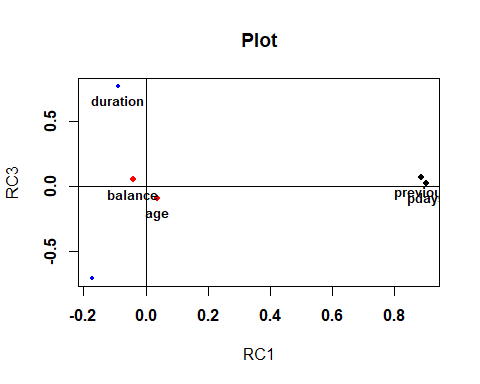 Plot
RC3
0.5
0.0
-0.5
duration
balance
age
previou
pday
-0.2
0.0
0.2
0.4
0.6
0.8
RC1